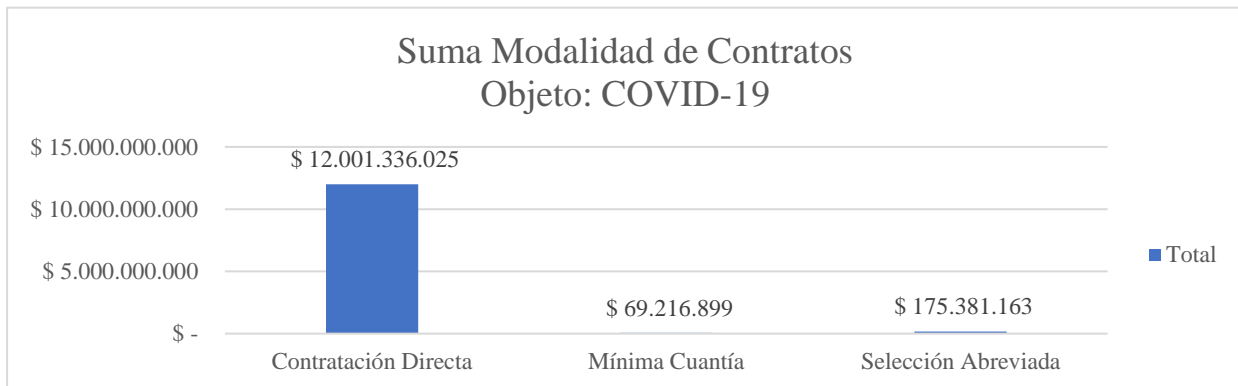 Suma Modalidad de Contratos
Objeto: COVID-19
$ 15.000.000.000
$ 12.001.336.025
$ 10.000.000.000
$ 5.000.000.000
Total
$ 69.216.899
$ 175.381.163
$ -
Contratación Directa
Mínima Cuantía
Selección Abreviada